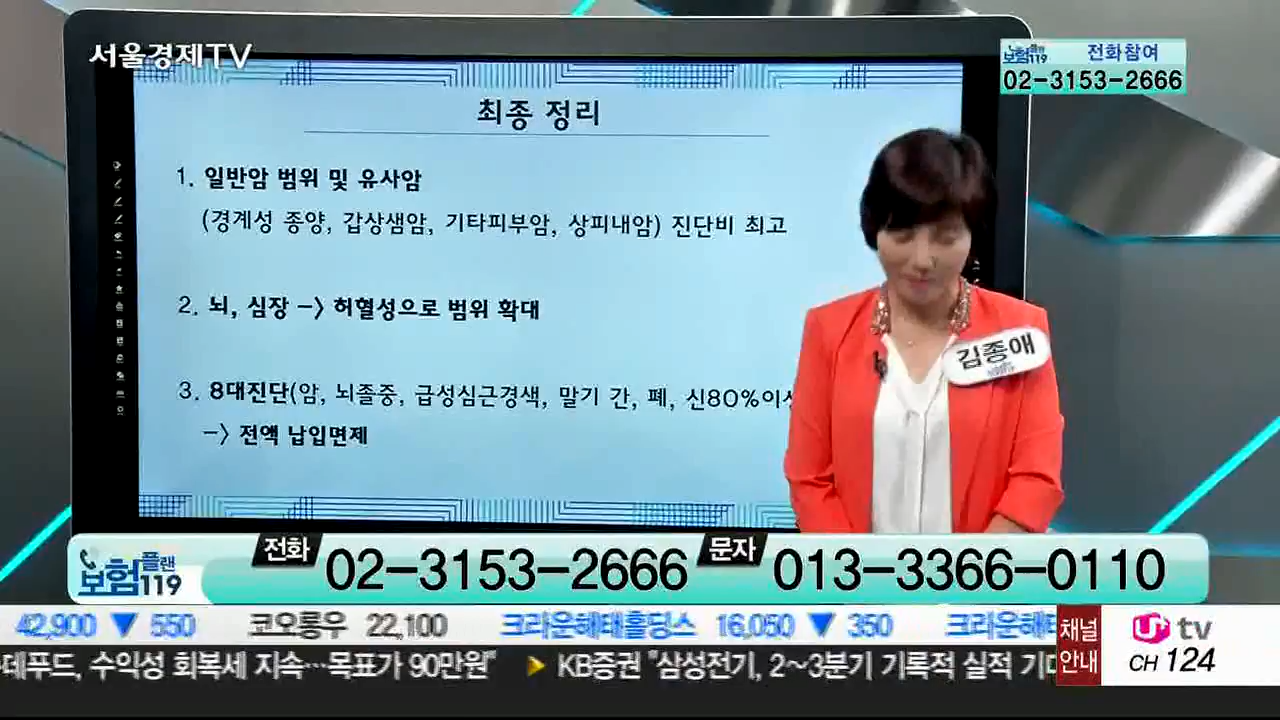 서울경제TV
보험플랜119
전화참여
02-3153-2666
최종 정리
1. 일반암 범위 및 유사암
(경계성 종양, 갑상샘암, 기타피부암, 상피내암) 진단비 최고
2. 뇌, 심장 -> 허혈성으로 범위 확대
3. 8대진단(암, 뇌졸중, 급성심근경색, 말기 간, 폐, 신80%이상
-> 전액 납입면제
김종애
보험플랜119
전화 02-3153-2666 문자 013-3366-0110
42,900 ▼ 550 코오롱우 22,100 크라운해태홀딩스 16,050 ▼ 350 크라운해태
데푸드, 수익성 회복세 지속…목표가 90만원" ▶ KB증권 "삼성전기, 2~3분기 기록적 실적 기대
채널
안내
U+ tv
CH 124